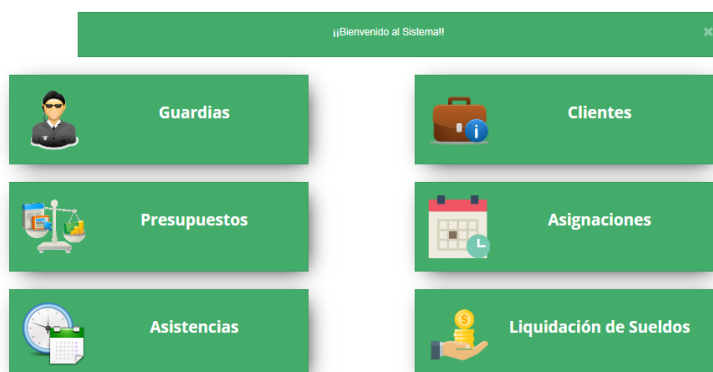 ¡¡Bienvenido al Sistema!!
Guardias
Clientes
Presupuestos
Asignaciones
Asistencias
Liquidación de Sueldos